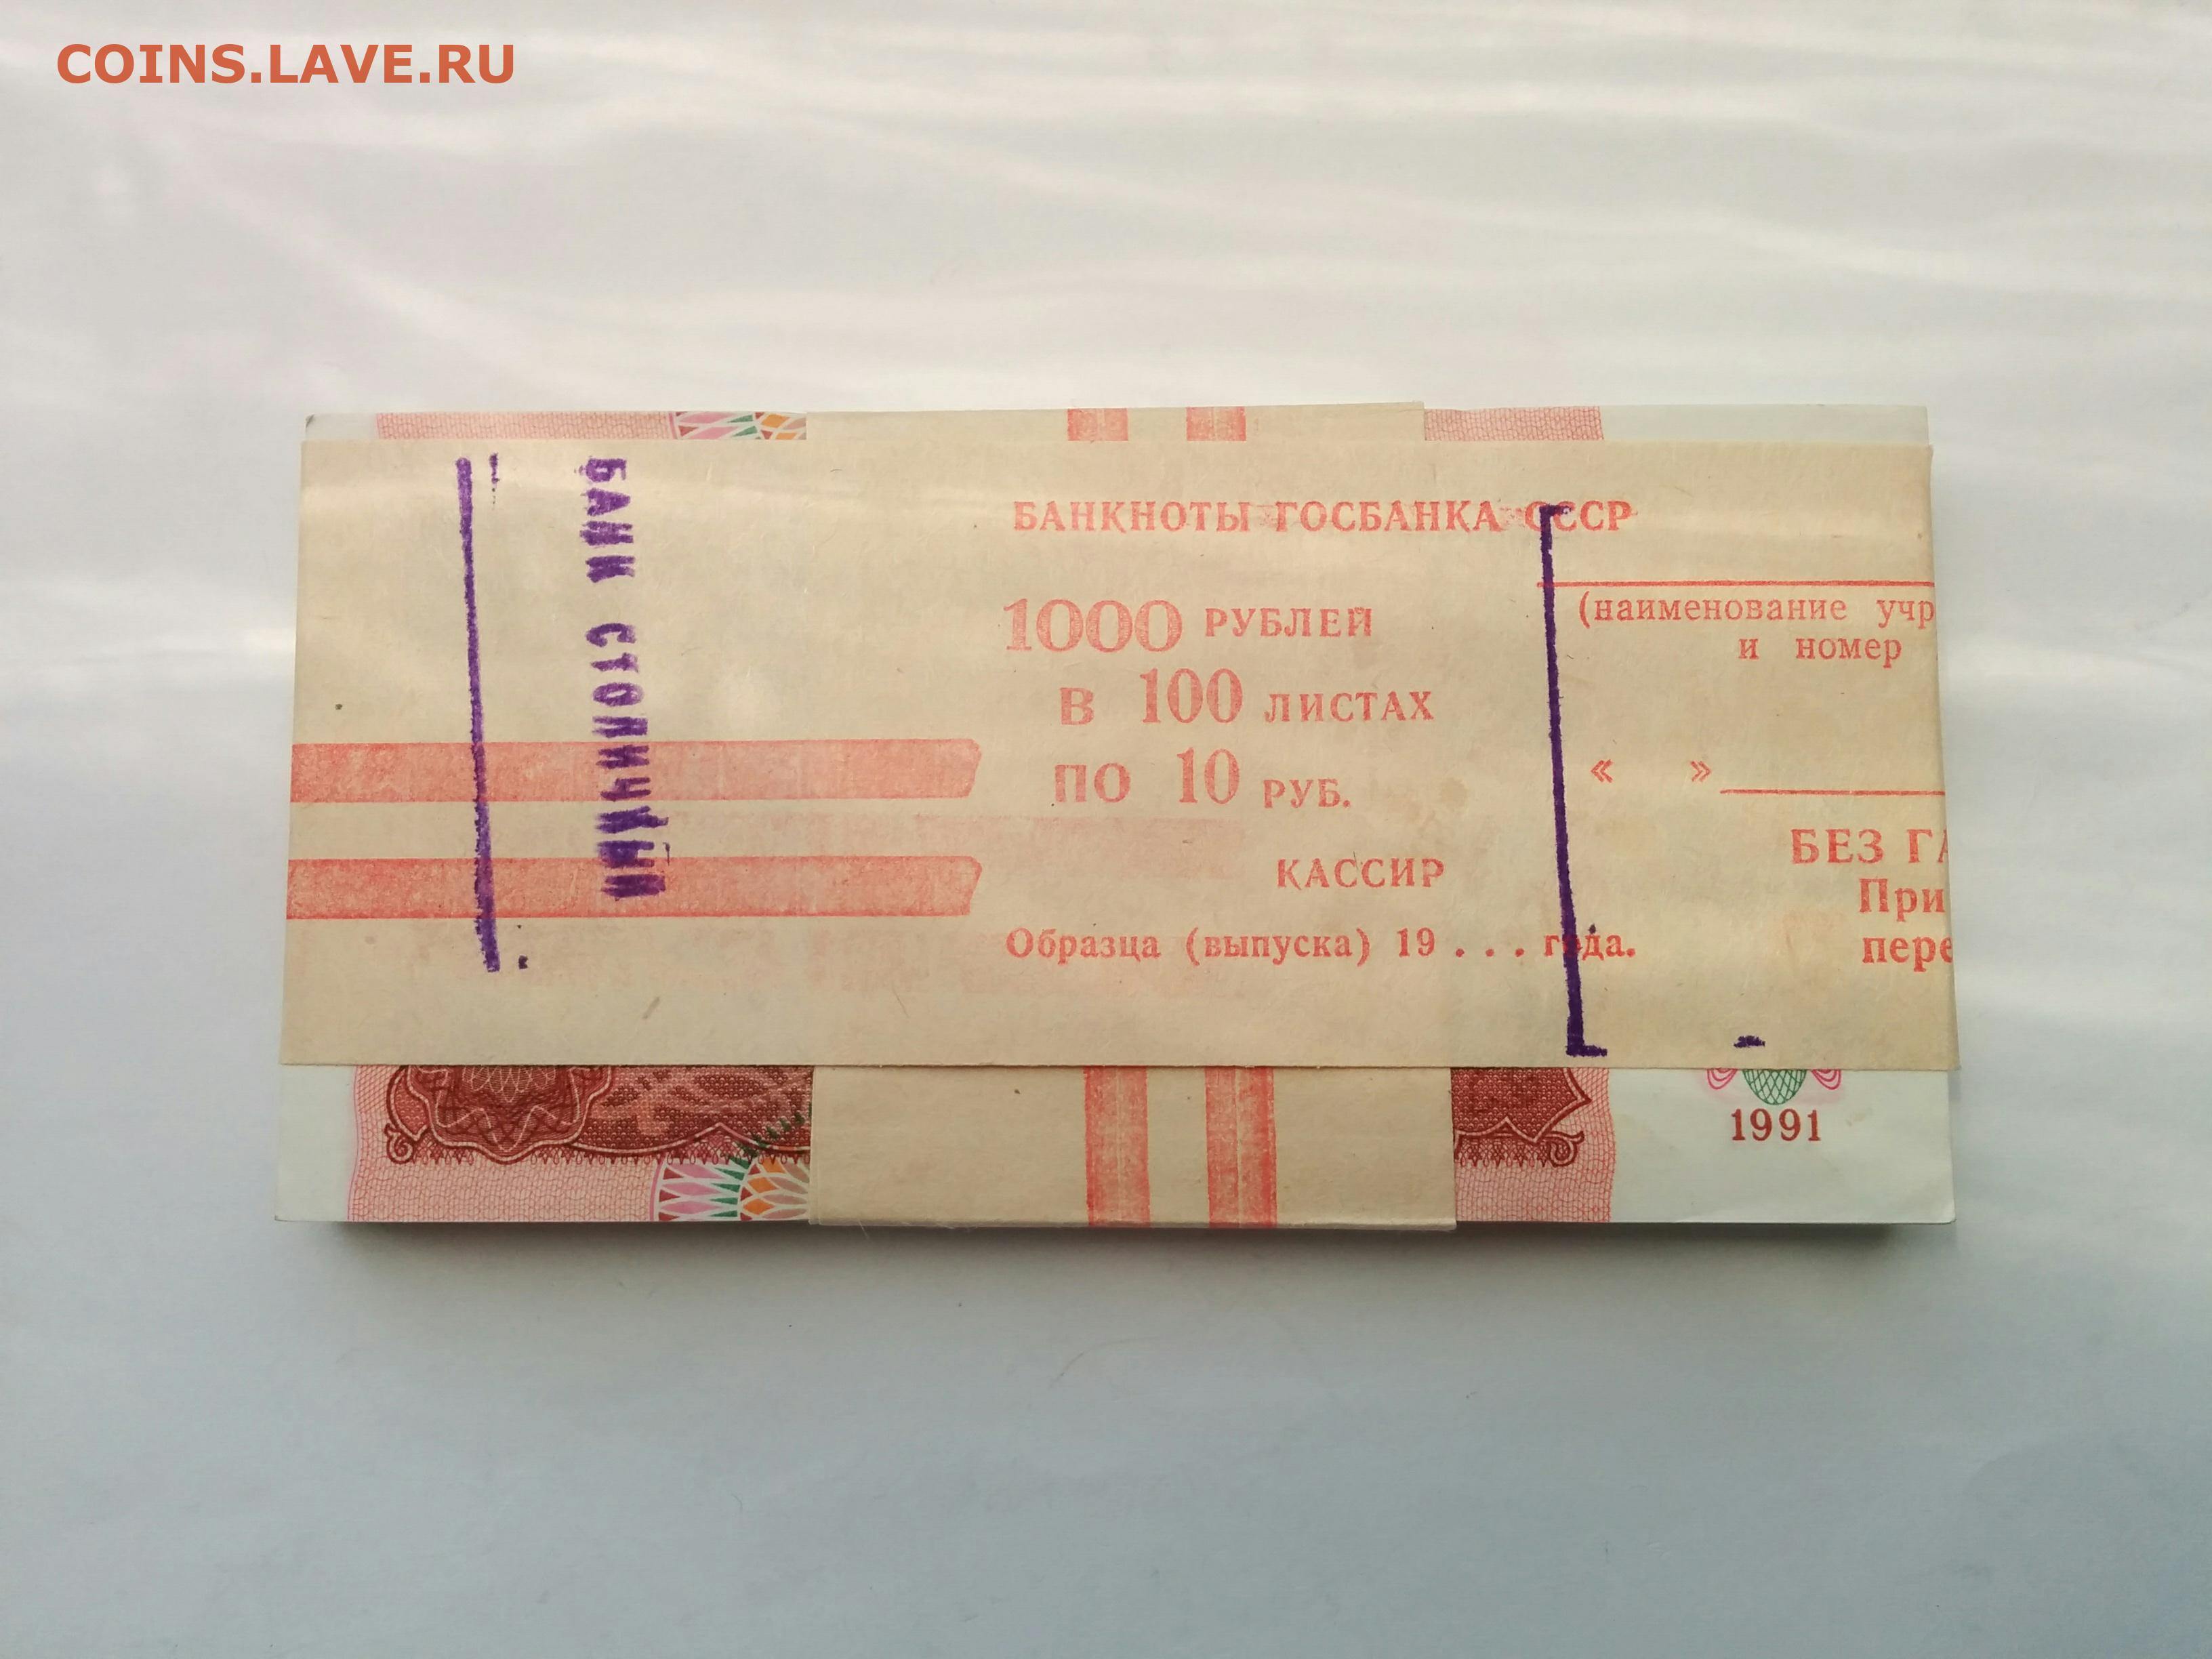 COINS.LAVE.RU
БАНК СТОЛИЧНЫЙ
БАНКНОТЫ ГОСБАНКА СССР
1000 РУБЛЕЙ
В 100 ЛИСТАХ
ПО 10 РУБ.
КАССИР
Образца (выпуска) 19 . . . года.
(наименование учр
и номер
« »
БЕЗ ГА
При
пере
1991